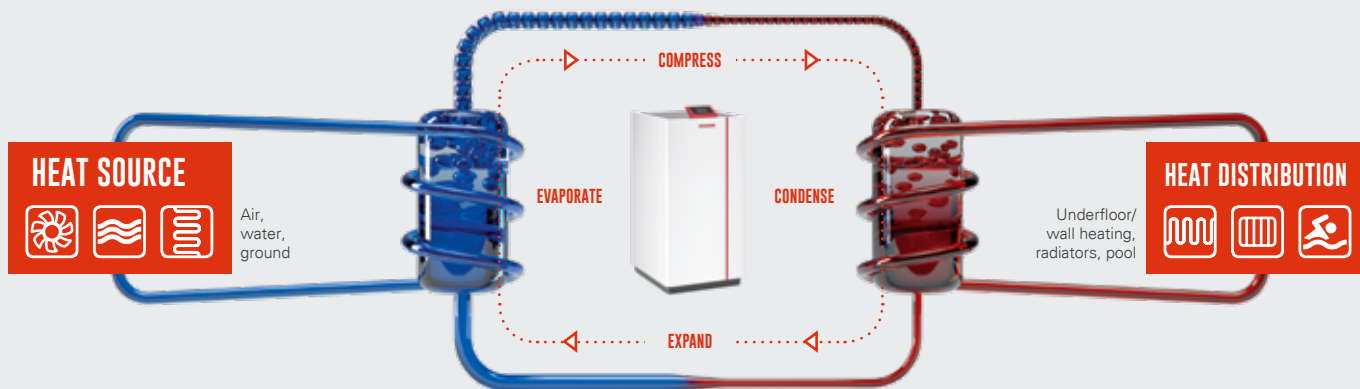 COMPRESS
HEAT SOURCE
Air,
water,
ground
EVAPORATE
CONDENSE
Underfloor/
wall heating,
radiators, pool
HEAT DISTRIBUTION
EXPAND